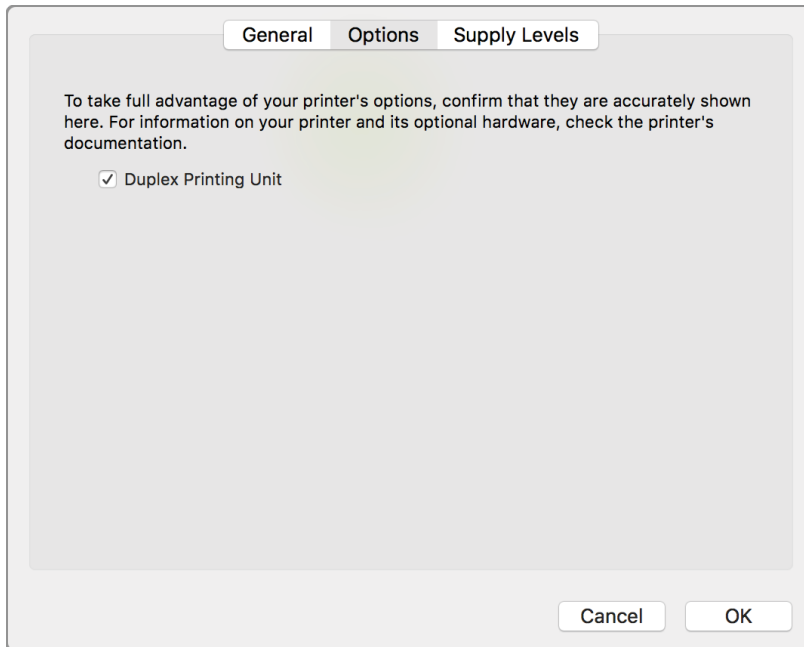 General Options Supply Levels
To take full advantage of your printer's options, confirm that they are accurately shown
here. For information on your printer and its optional hardware, check the printer's
documentation.
Duplex Printing Unit
Cancel OK